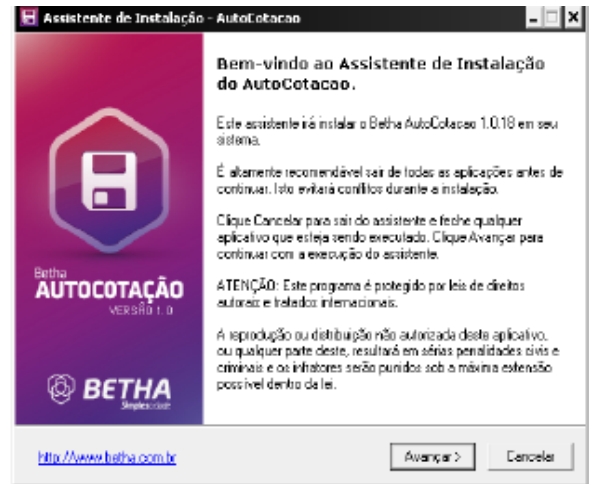 Assistente de Instalação - AutoCotacao
Bem-vindo ao Assistente de Instalação
do AutoCotacao.
Este assistente irá instalar o Betha AutoCotacao 1.0.18 em seu
sistema.
É altamente recomendável sair de todas as aplicações antes de
continuar. Isto evitará conflitos durante a instalação.
Clique Cancelar para sair do assistente e feche qualquer
aplicativo que esteja sendo executado. Clique Avançar para
continuar com a execução do assistente.
ATENÇÃO: Este programa é protegido por leis de direitos
autorais e tratados internacionais.
A reprodução ou distribuição não autorizada deste aplicativo,
ou qualquer parte deste, resultará em sérias penalidades civis e
criminais e os infratores serão punidos sob a máxima extensão
possível dentro da lei.
Betha
AUTOCOTAÇÃO
VERSÃO 1.0
BETHA
http://www.betha.com.br
Avançar >
Cancelar